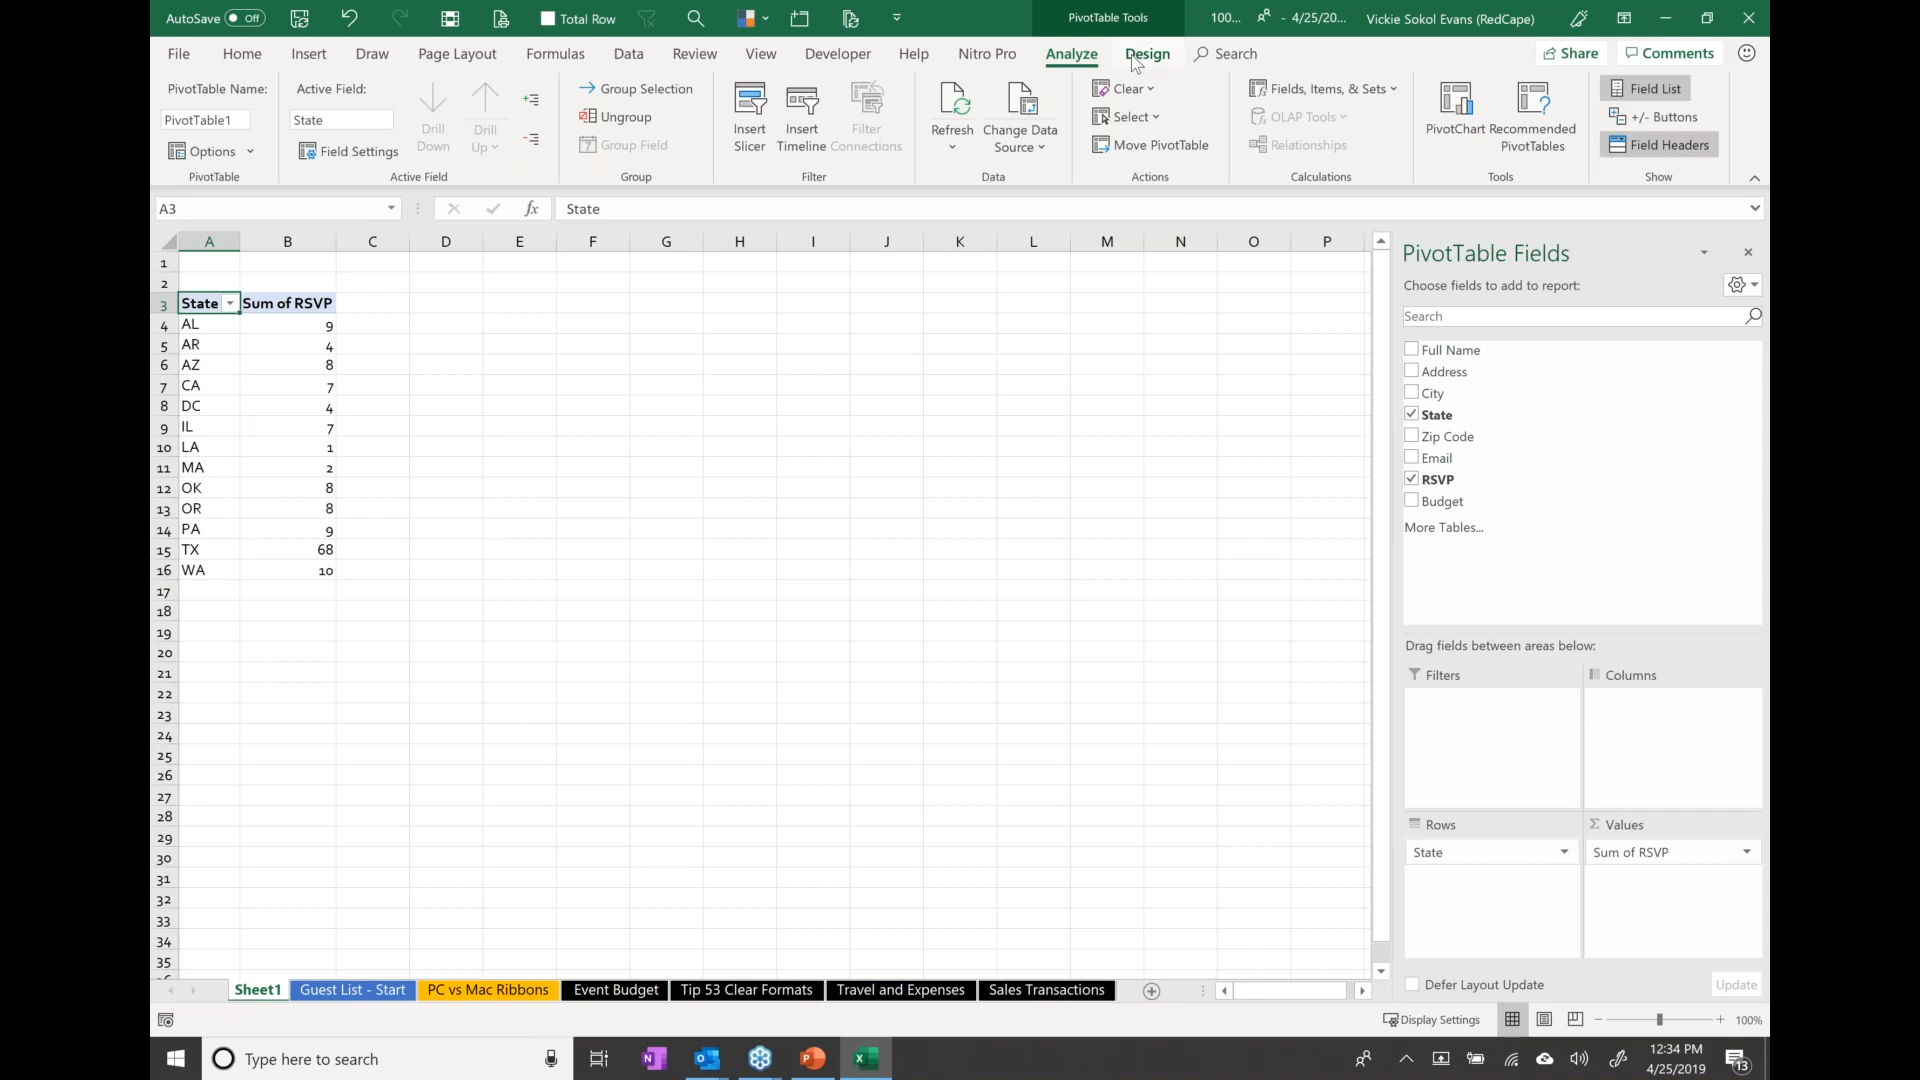 AutoSave Off Total Row PivotTable Tools 100... - 4/25/20... Vickie Sokol Evans (RedCape)
File Home Insert Draw Page Layout Formulas Data Review View Developer Help Nitro Pro Analyze Design Search Share Comments
PivotTable Name:
PivotTable1
Options
PivotTable
Active Field:
State
Field Settings
Drill Down
Drill Up
Active Field
Group Selection
Ungroup
Group Field
Group
Insert Slicer
Insert Timeline
Filter Connections
Filter
Refresh
Change Data Source
Data
Clear
Select
Move PivotTable
Actions
Fields, Items, & Sets
OLAP Tools
Relationships
Calculations
PivotChart
Recommended PivotTables
Tools
Field List
+/- Buttons
Field Headers
Show
A3 fx State
A B C D E F G H I J K L M N O P
1
2
3 State Sum of RSVP
4 AL 9
5 AR 4
6 AZ 8
7 CA 7
8 DC 4
9 IL 7
10 LA 1
11 MA 2
12 OK 8
13 OR 8
14 PA 9
15 TX 68
16 WA 10
17
18
19
20
21
22
23
24
25
26
27
28
29
30
31
32
33
34
35
PivotTable Fields
Choose fields to add to report:
Search
Full Name
Address
City
State
Zip Code
Email
RSVP
Budget
More Tables...
Drag fields between areas below:
Filters Columns
Rows Values
State Sum of RSVP
Defer Layout Update Update
Sheet1 Guest List - Start PC vs Mac Ribbons Event Budget Tip 53 Clear Formats Travel and Expenses Sales Transactions
Display Settings 100%
Type here to search
12:34 PM
4/25/2019
13